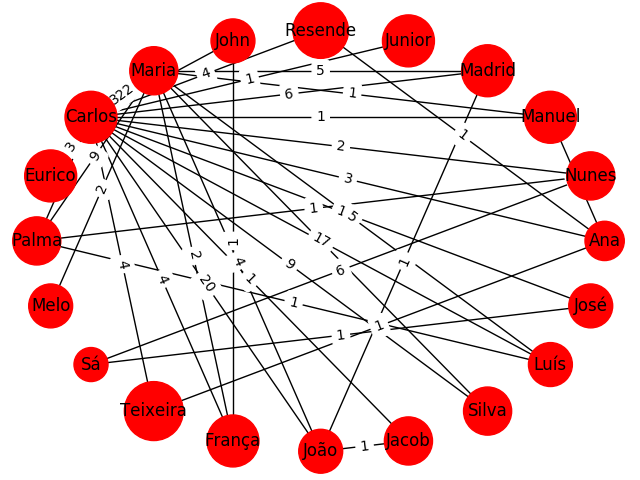 Resende
John
Junior
Maria
5
Madrid
4
1
322
6
1
Carlos
1
Manuel
3
9
2
Eurico
2
3
Nunes
1
1
1
5
Palma
17
1
Ana
2
4
9
6
1
4
4
20
1
Melo
1
José
1
1
Sá
Luís
Teixeira
Silva
França
João
1
Jacob